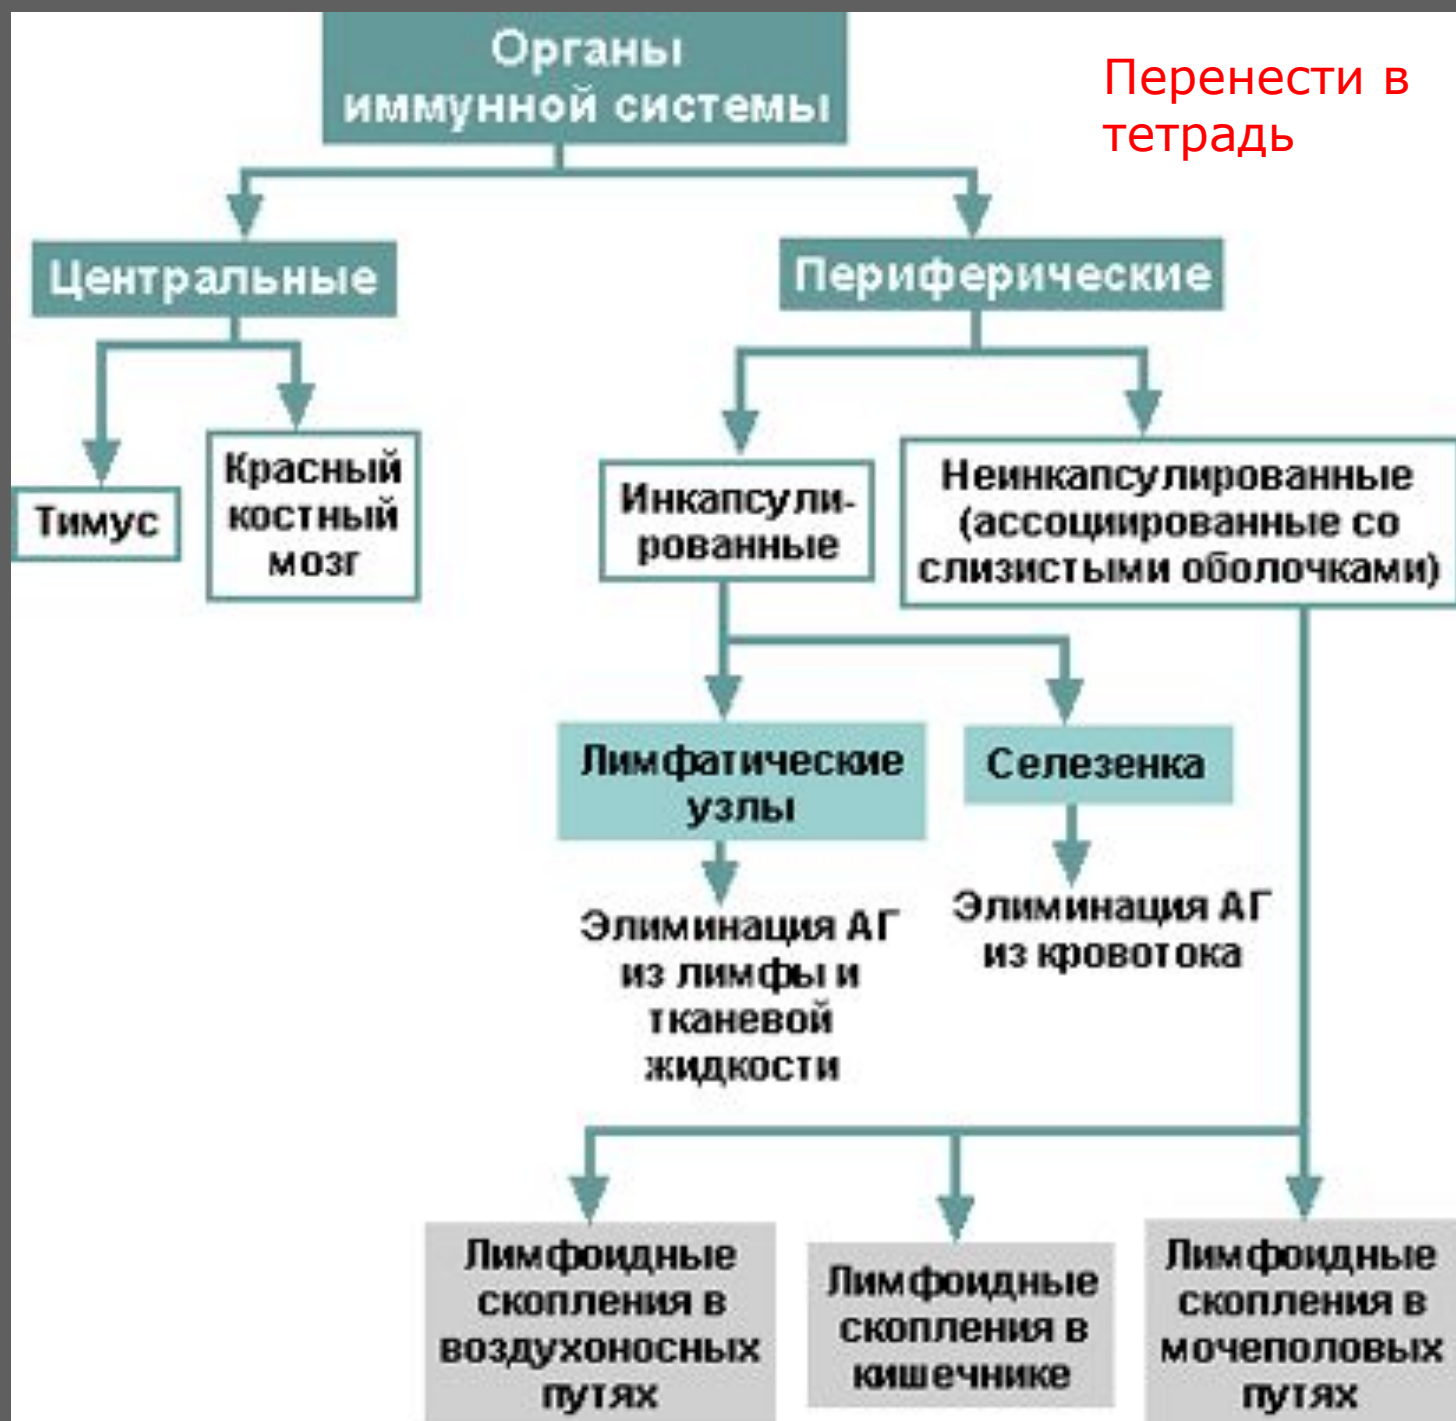 Органы
иммунной системы
Перенести в
тетрадь
Центральные
Периферические
Тимус
Красный
костный
мозг
Инкапсули-
рованные
Неинкапсулированные
(ассоциированные со
слизистыми оболочками)
Лимфатические
узлы
Селезенка
Элиминация АГ
из лимфы и
тканевой
жидкости
Элиминация АГ
из кровотока
Лимфоидные
скопления в
воздухоносных
путях
Лимфоидные
скопления в
кишечнике
Лимфоидные
скопления в
мочеполовых
путях